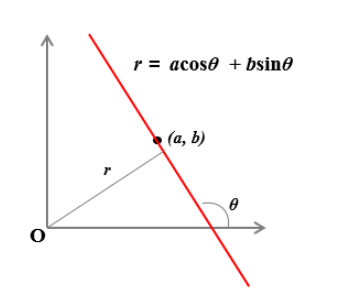 r = acosθ + bsinθ
(a, b)
r
θ
O